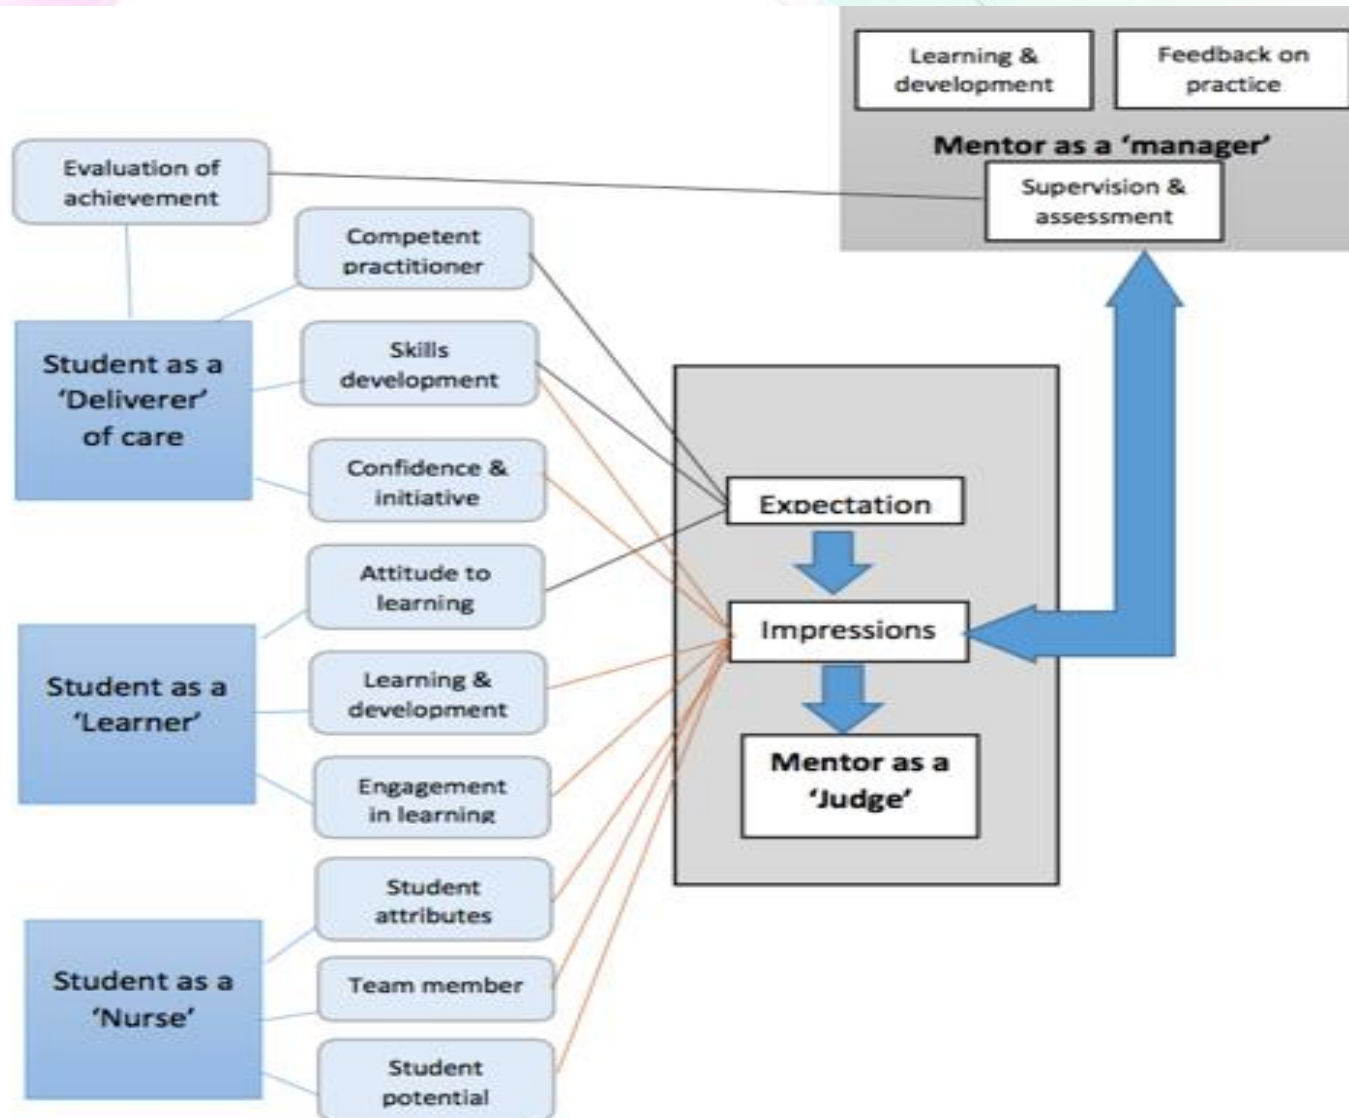 Learning &
development
Feedback on
practice
Mentor as a ‘manager’
Supervision &
assessment
Evaluation of
achievement
Competent
practitioner
Student as a
‘Deliverer’
of care
Skills
development
Confidence &
initiative
Attitude to
learning
Student as a
‘Learner’
Learning &
development
Engagement
in learning
Student
attributes
Student as a
‘Nurse’
Team member
Student
potential
Expectation
Impressions
Mentor as a
‘Judge’